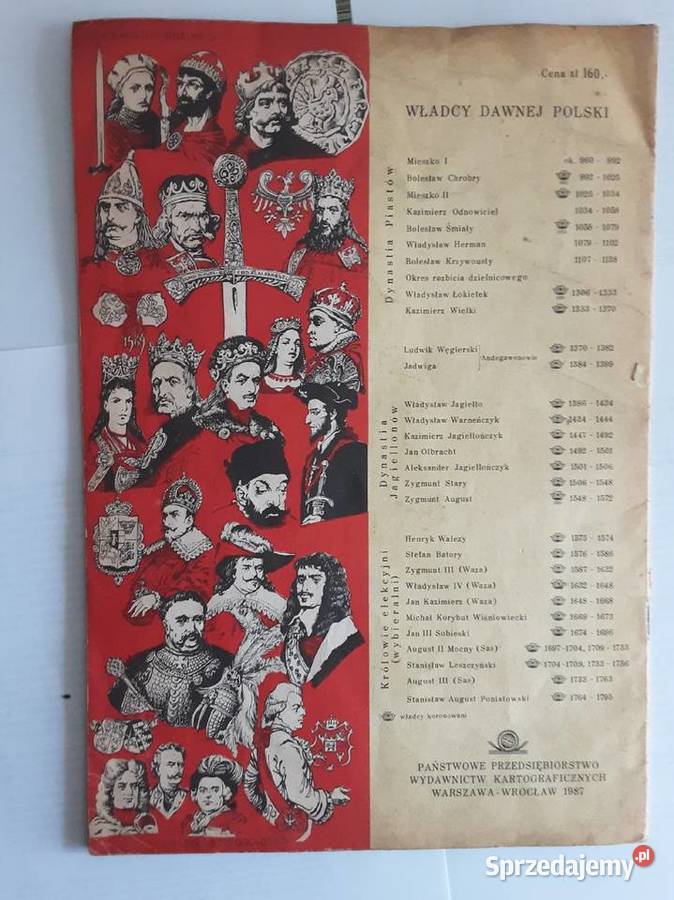 Cena zł 160,-
WŁADCY DAWNEJ POLSKI
Dynastia Piastów
Mieszko I ok. 960 - 992
Bolesław Chrobry 992 - 1025
Mieszko II 1025 - 1034
Kazimierz Odnowiciel 1034 - 1058
Bolesław Śmiały 1058 - 1079
Władysław Herman 1079 - 1102
Bolesław Krzywousty 1107 - 1138
Okres rozbicia dzielnicowego
Władysław Łokietek 1306 - 1333
Kazimierz Wielki 1333 - 1370
Ludwik Węgierski 1370 - 1382
Andegawenowie
Jadwiga 1384 - 1399
Dynastia Jagiellonów
Władysław Jagiełło 1386 - 1434
Władysław Warneńczyk 1434 - 1444
Kazimierz Jagiellończyk 1447 - 1492
Jan Olbracht 1492 - 1501
Aleksander Jagiellończyk 1501 - 1506
Zygmunt Stary 1506 - 1548
Zygmunt August 1548 - 1572
Królowie elekcyjni
(wybieralni)
Henryk Walezy 1573 - 1574
Stefan Batory 1576 - 1586
Zygmunt III (Waza) 1587 - 1632
Władysław IV (Waza) 1632 - 1648
Jan Kazimierz (Waza) 1648 - 1668
Michał Korybut Wiśniowiecki 1669 - 1673
Jan III Sobieski 1674 - 1696
August II Mocny (Sas) 1697-1704, 1709 - 1733
Stanisław Leszczyński 1704 - 1709, 1733 - 1736
August III (Sas) 1733 - 1763
Stanisław August Poniatowski 1764 - 1795
władcy koronowani
PAŃSTWOWE PRZEDSIĘBIORSTWO
WYDAWNICTW KARTOGRAFICZNYCH
WARSZAWA - WROCŁAW 1987
Sprzedajemy.pl